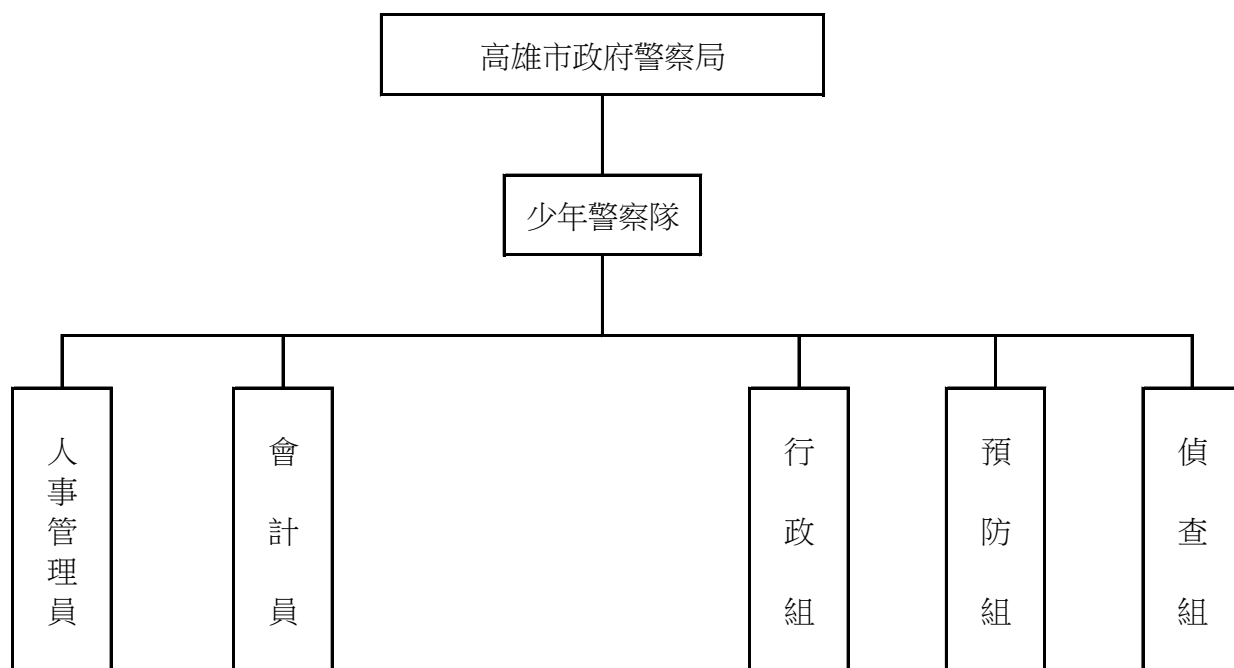 高雄市政府警察局
少年警察隊
人事管理員
會計員
行政組
預防組
偵查組